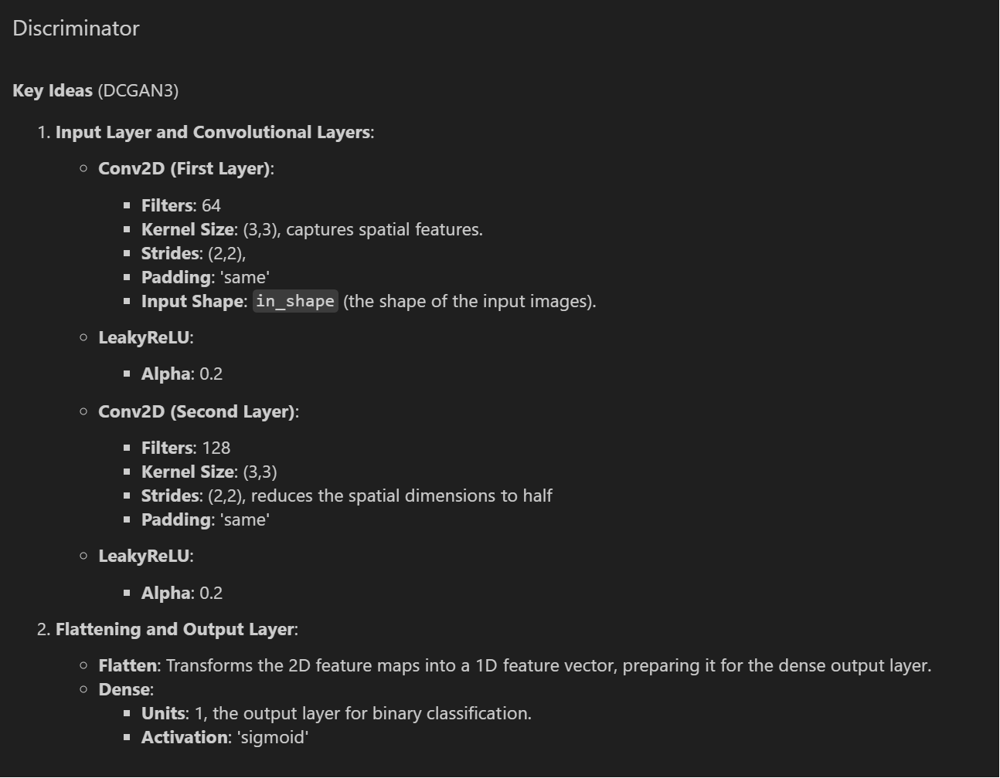 Discriminator
Key Ideas (DCGAN3)
1. Input Layer and Convolutional Layers:
Conv2D (First Layer):
Filters: 64
Kernel Size: (3,3), captures spatial features.
Strides: (2,2),
Padding: 'same'
Input Shape: in_shape (the shape of the input images).
LeakyReLU:
Alpha: 0.2
Conv2D (Second Layer):
Filters: 128
Kernel Size: (3,3)
Strides: (2,2), reduces the spatial dimensions to half
Padding: 'same'
LeakyReLU:
Alpha: 0.2
2. Flattening and Output Layer:
Flatten: Transforms the 2D feature maps into a 1D feature vector, preparing it for the dense output layer.
Dense:
Units: 1, the output layer for binary classification.
Activation: 'sigmoid'